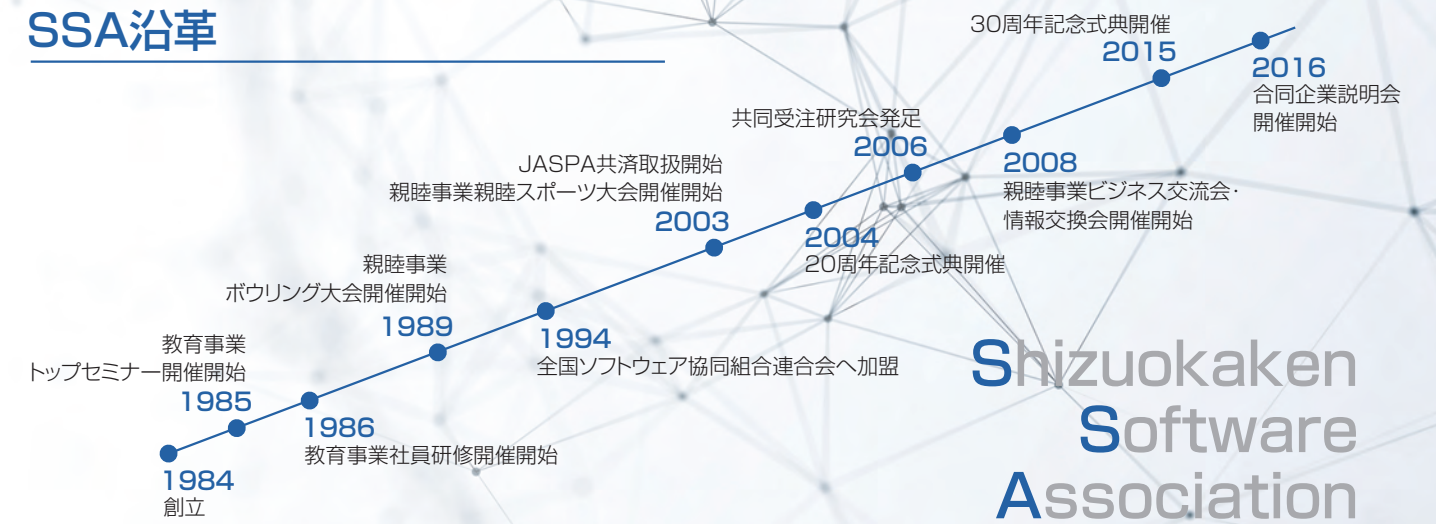 SSA沿革
1984
創立
教育事業
トップセミナー開催開始
1985
1986
教育事業社員研修開催開始
親睦事業
ボウリング大会開催開始
1989
1994
全国ソフトウェア協同組合連合会へ加盟
JASPA共済取扱開始
親睦事業親睦スポーツ大会開催開始
2003
2004
20周年記念式典開催
共同受注研究会発足
2006
2008
親睦事業ビジネス交流会・
情報交換会開催開始
30周年記念式典開催
2015
2016
合同企業説明会
開催開始
Shizuokaken
Software
Association